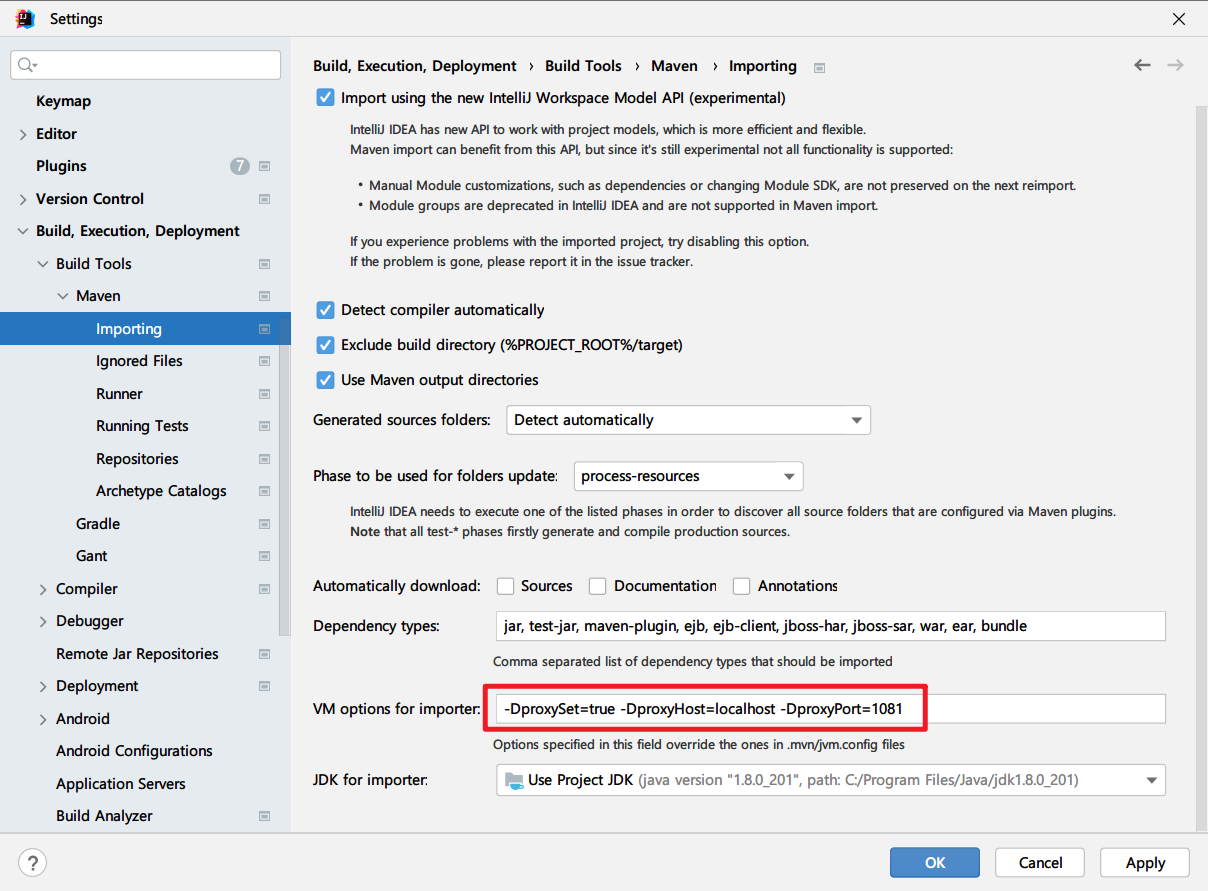 Settings
Keymap
Editor
Plugins 7
Version Control
Build, Execution, Deployment
Build Tools
Maven
Importing
Ignored Files
Runner
Running Tests
Repositories
Archetype Catalogs
Gradle
Gant
Compiler
Debugger
Remote Jar Repositories
Deployment
Android
Android Configurations
Application Servers
Build Analyzer
Build, Execution, Deployment › Build Tools › Maven › Importing
Import using the new IntelliJ Workspace Model API (experimental)
IntelliJ IDEA has new API to work with project models, which is more efficient and flexible.
Maven import can benefit from this API, but since it's still experimental not all functionality is supported:
• Manual Module customizations, such as dependencies or changing Module SDK, are not preserved on the next reimport.
• Module groups are deprecated in IntelliJ IDEA and are not supported in Maven import.
If you experience problems with the imported project, try disabling this option.
If the problem is gone, please report it in the issue tracker.
Detect compiler automatically
Exclude build directory (%PROJECT_ROOT%/target)
Use Maven output directories
Generated sources folders: Detect automatically
Phase to be used for folders update: process-resources
IntelliJ IDEA needs to execute one of the listed phases in order to discover all source folders that are configured via Maven plugins.
Note that all test-* phases firstly generate and compile production sources.
Automatically download: Sources Documentation Annotations
Dependency types: jar, test-jar, maven-plugin, ejb, ejb-client, jboss-har, jboss-sar, war, ear, bundle
Comma separated list of dependency types that should be imported
VM options for importer: -DproxySet=true -DproxyHost=localhost -DproxyPort=1081
Options specified in this field override the ones in .mvn/jvm.config files
JDK for importer: Use Project JDK (java version "1.8.0_201", path: C:/Program Files/Java/jdk1.8.0_201)
? OK Cancel Apply